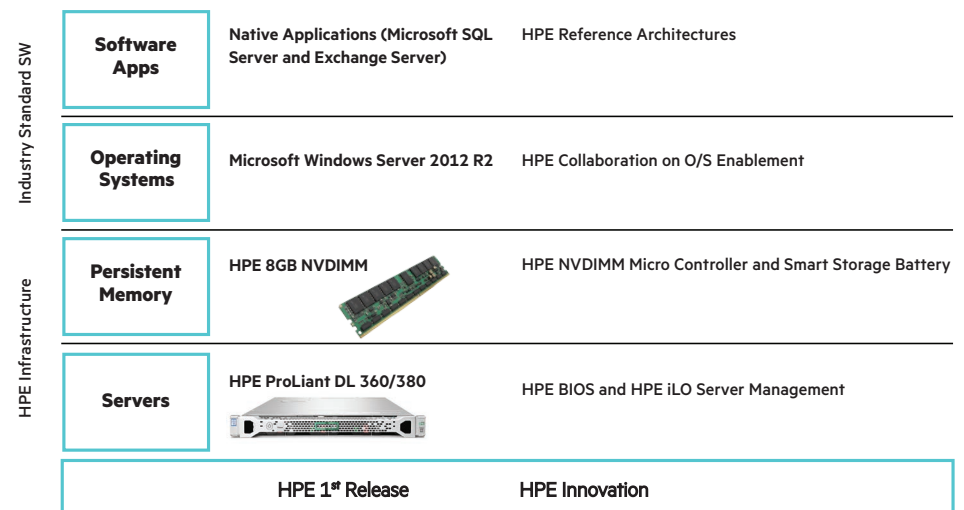 Industry Standard SW
Software
Apps
Native Applications (Microsoft SQL
Server and Exchange Server)
HPE Reference Architectures
Operating
Systems
Microsoft Windows Server 2012 R2
HPE Collaboration on O/S Enablement
HPE Infrastructure
Persistent
Memory
HPE 8GB NVDIMM
HPE NVDIMM Micro Controller and Smart Storage Battery
Servers
HPE ProLiant DL 360/380
HPE BIOS and HPE iLO Server Management
HPE 1st Release
HPE Innovation